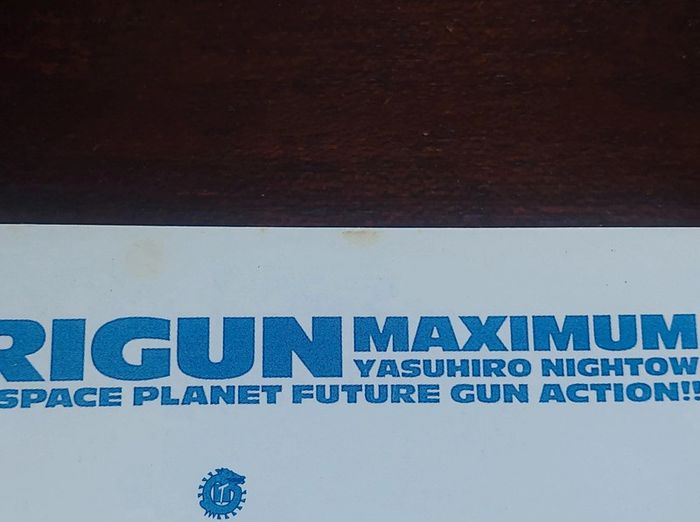 RIGUN MAXIMUM
YASUHIRO NIGHTOW
SPACE PLANET FUTURE GUN ACTION!!